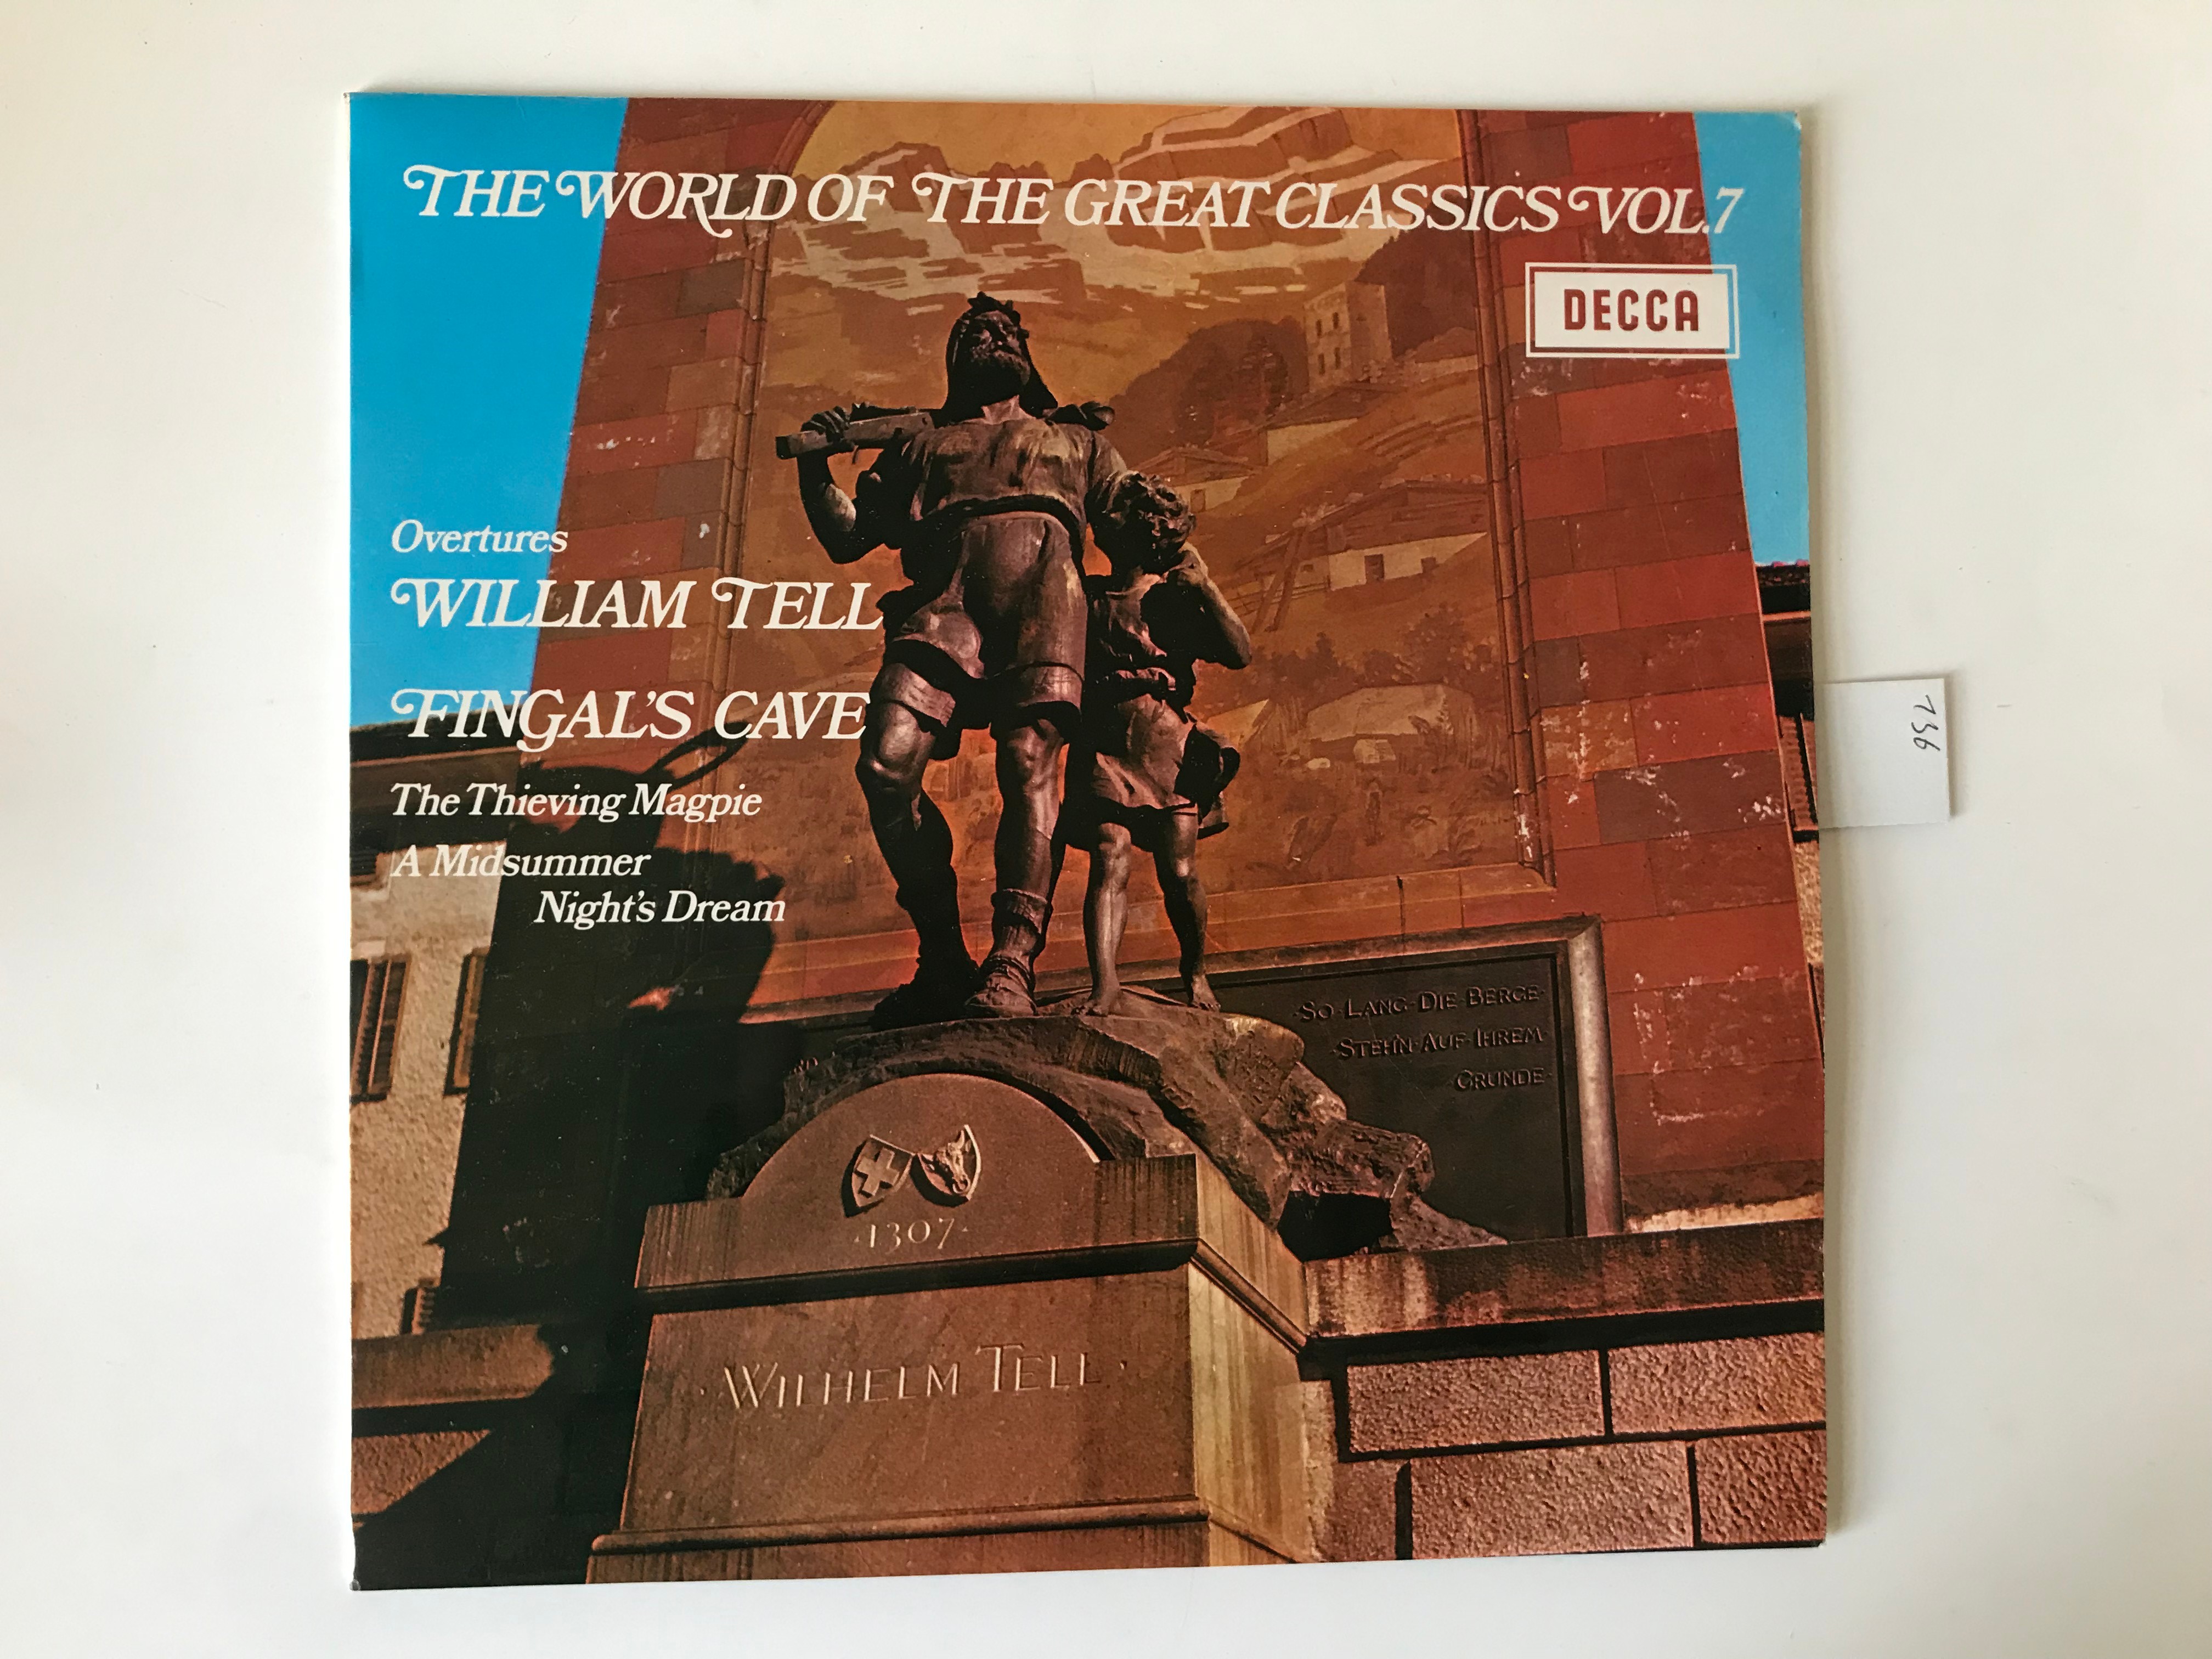 THE WORLD OF THE GREAT CLASSICS VOL.7
DECCA
Overtures
WILLIAM TELL
FINGAL'S CAVE
The Thieving Magpie
A Midsummer
Night's Dream
736
·SO·LANG·DIE·BERGE·
·STEH'N·AUF·IHREM·
GRUNDE·
·1307·
·WILHELM TELL·